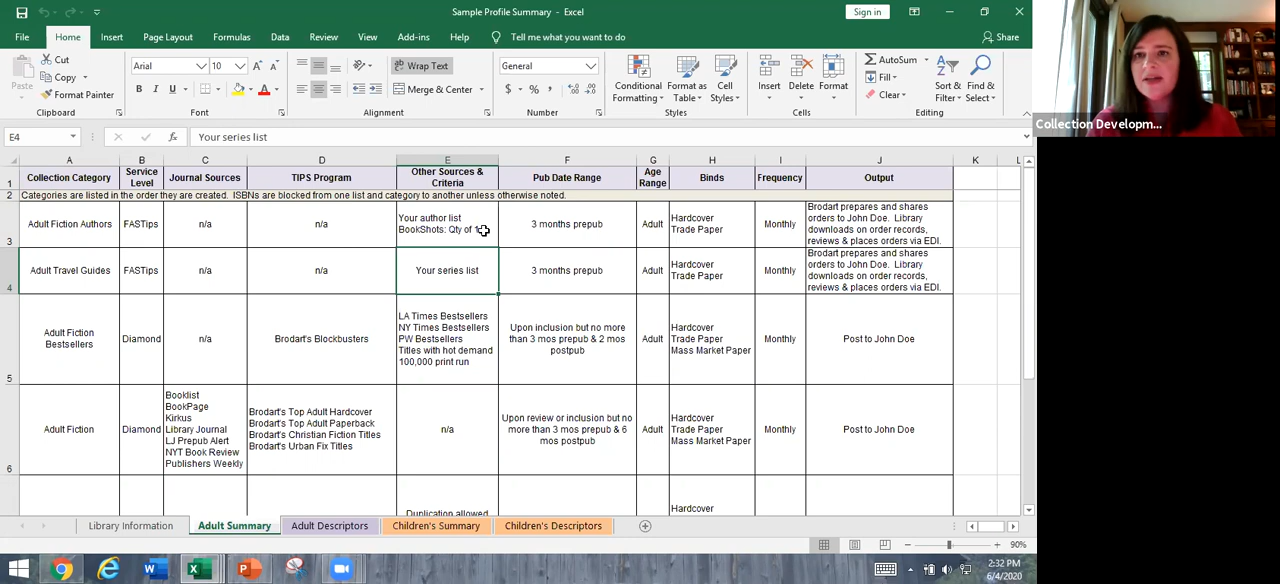 Sample Profile Summary - Excel
Sign in
File
Home
Insert
Page Layout
Formulas
Data
Review
View
Add-ins
Help
Tell me what you want to do
Share
Paste
Cut
Copy
Format Painter
Clipboard
Arial
10
B I U
Font
Wrap Text
Merge & Center
Alignment
General
$ % ,
Number
Conditional
Formatting
Format as
Table
Cell
Styles
Styles
Insert
Delete
Format
Cells
AutoSum
Fill
Clear
Sort &
Filter
Find &
Select
Editing
Collection Developm...
E4
fx
Your series list
A B C D E F G H I J K L
1
Collection Category
Service
Level
Journal Sources
TIPS Program
Other Sources &
Criteria
Pub Date Range
Age
Range
Binds
Frequency
Output
2
Categories are listed in the order they are created. ISBNs are blocked from one list and category to another unless otherwise noted.
3
Adult Fiction Authors
FASTips
n/a
n/a
Your author list
BookShots: Qty of
3 months prepub
Adult
Hardcover
Trade Paper
Monthly
Brodart prepares and shares
orders to John Doe. Library
downloads on order records,
reviews & places orders via EDI.
4
Adult Travel Guides
FASTips
n/a
n/a
Your series list
3 months prepub
Adult
Hardcover
Trade Paper
Monthly
Brodart prepares and shares
orders to John Doe. Library
downloads on order records,
reviews & places orders via EDI.
5
Adult Fiction
Bestsellers
Diamond
n/a
Brodart's Blockbusters
LA Times Bestsellers
NY Times Bestsellers
PW Bestsellers
Titles with hot demand
100,000 print run
Upon inclusion but no more
than 3 mos prepub & 2 mos
postpub
Adult
Hardcover
Trade Paper
Mass Market Paper
Monthly
Post to John Doe
6
Adult Fiction
Diamond
Booklist
BookPage
Kirkus
Library Journal
LJ Prepub Alert
NYT Book Review
Publishers Weekly
Brodart's Top Adult Hardcover
Brodart's Top Adult Paperback
Brodart's Christian Fiction Titles
Brodart's Urban Fix Titles
n/a
Upon review or inclusion but no
more than 3 mos prepub & 6
mos postpub
Adult
Hardcover
Trade Paper
Mass Market Paper
Monthly
Post to John Doe
Duplication allowed
Hardcover
Library Information
Adult Summary
Adult Descriptors
Children's Summary
Children's Descriptors
90%
2:32 PM
6/4/2020